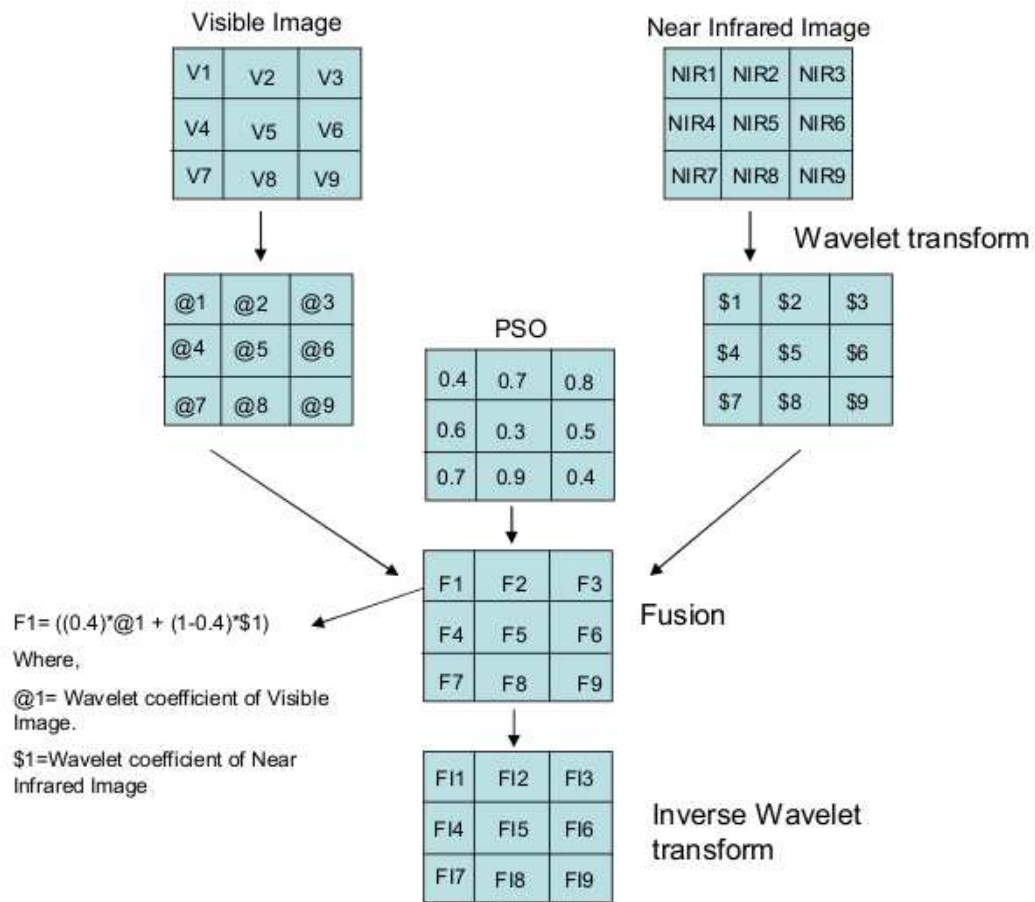 Visible Image
Near Infrared Image
V1 V2 V3
V4 V5 V6
V7 V8 V9
NIR1 NIR2 NIR3
NIR4 NIR5 NIR6
NIR7 NIR8 NIR9
Wavelet transform
@1 @2 @3
@4 @5 @6
@7 @8 @9
PSO
0.4 0.7 0.8
0.6 0.3 0.5
0.7 0.9 0.4
$1 $2 $3
$4 $5 $6
$7 $8 $9
F1 F2 F3
F4 F5 F6
F7 F8 F9
Fusion
F1= ((0.4)*@1 + (1-0.4)*$1)
Where,
@1= Wavelet coefficient of Visible
Image.
$1=Wavelet coefficient of Near
Infrared Image
FI1 FI2 FI3
FI4 FI5 FI6
FI7 FI8 FI9
Inverse Wavelet
transform